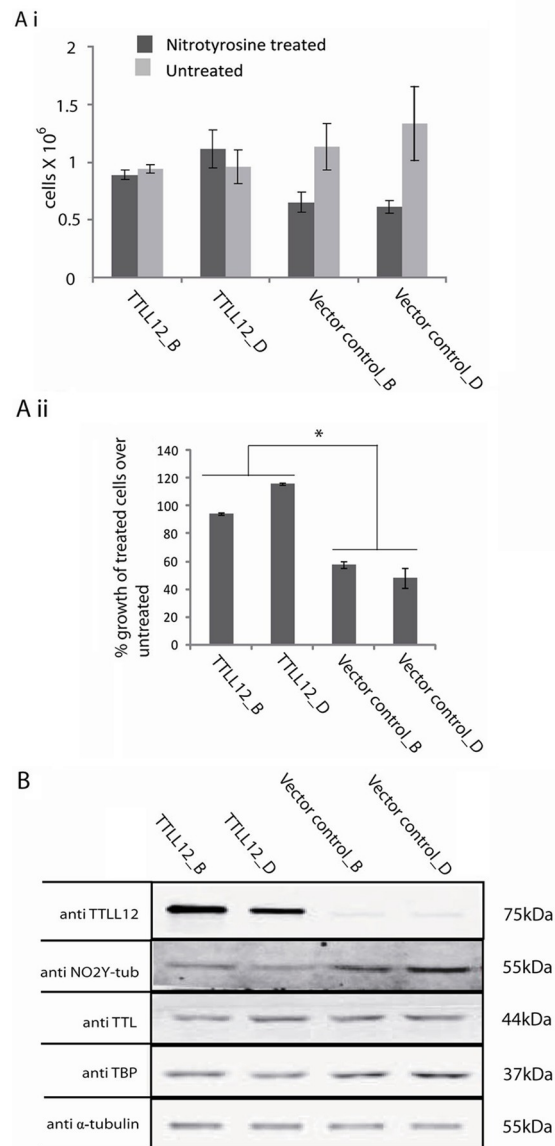 A i
2
1.5
1
0.5
0
cells X 10⁶
Nitrotyrosine treated
Untreated
TTLL12_B
TTLL12_D
Vector control_B
Vector control_D
A ii
*
140
120
100
80
60
40
20
0
% growth of treated cells over
untreated
TTLL12_B
TTLL12_D
Vector control_B
Vector control_D
B
TTLL12_B
TTLL12_D
Vector control_B
Vector control_D
anti TTLL12 75kDa
anti NO2Y-tub 55kDa
anti TTL 44kDa
anti TBP 37kDa
anti α-tubulin 55kDa